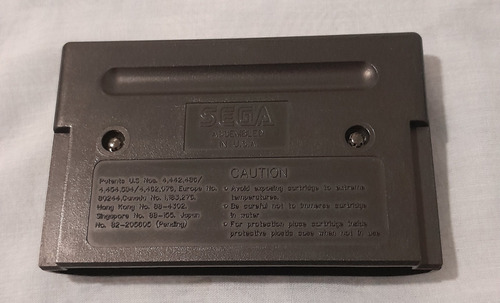 SEGA
ASSEMBLED
IN U.S.A.
Patents: U.S. Nos. 4,442,486/
4,454,594/4,462,076, Europe No.
80244, Canada No. 1,183,276,
Hong Kong No. 88-4302,
Singapore No. 88-155, Japan
No. 82-205605 (Pending)
CAUTION
Avoid exposing cartridge to extreme
temperatures.
Be careful not to immerse cartridge
in water.
For protection place cartridge inside
protective plastic case when not in use.